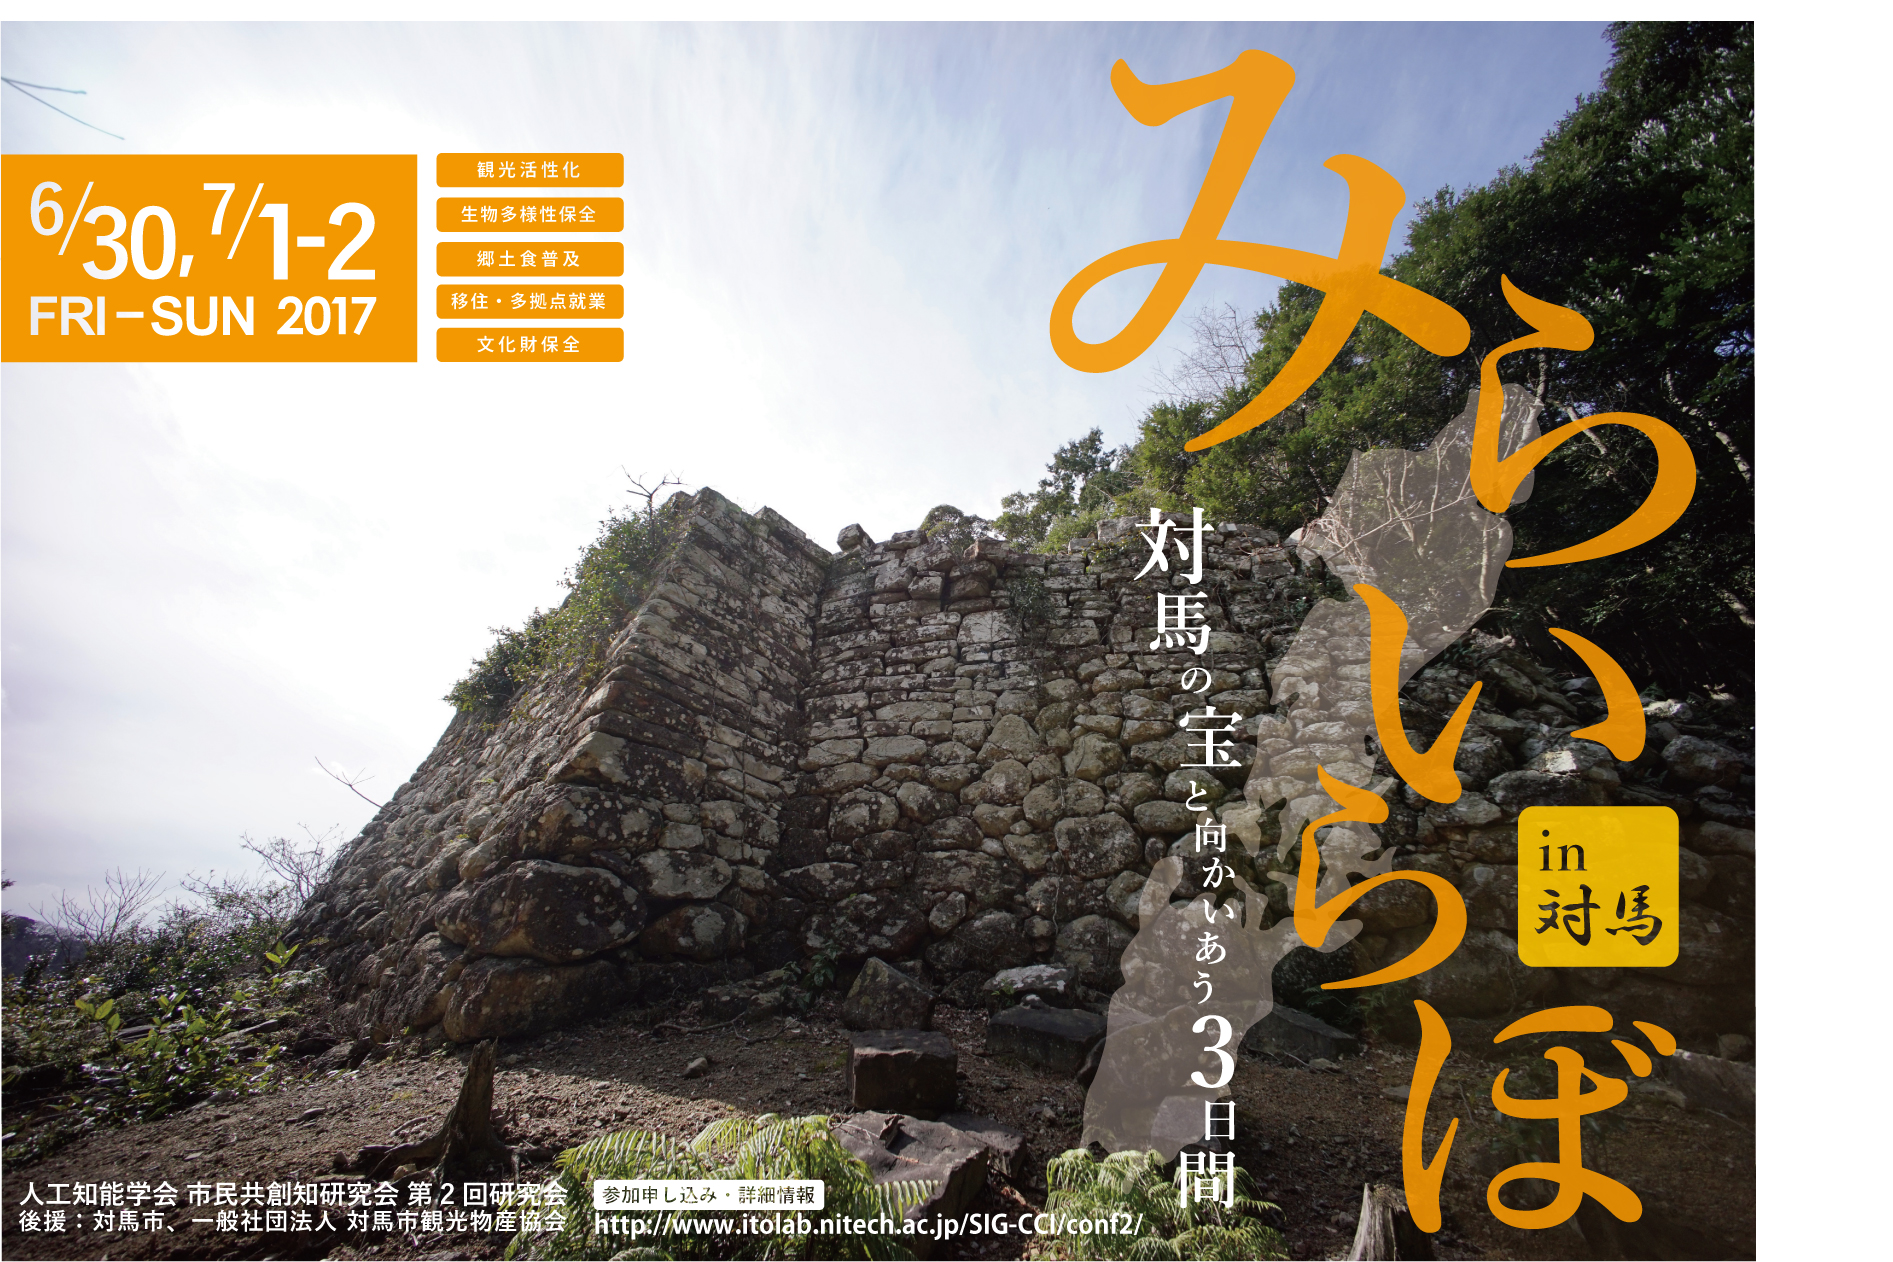 みらいらぼ
in
対馬
対馬の宝と向かいあう3日間
6/30, 7/1-2
FRI–SUN 2017
観光活性化
生物多様性保全
郷土食普及
移住・多拠点就業
文化財保全
人工知能学会 市民共創知研究会 第2回研究会
後援：対馬市、一般社団法人 対馬市観光物産協会
参加申し込み・詳細情報
http://www.itolab.nitech.ac.jp/SIG-CCI/conf2/